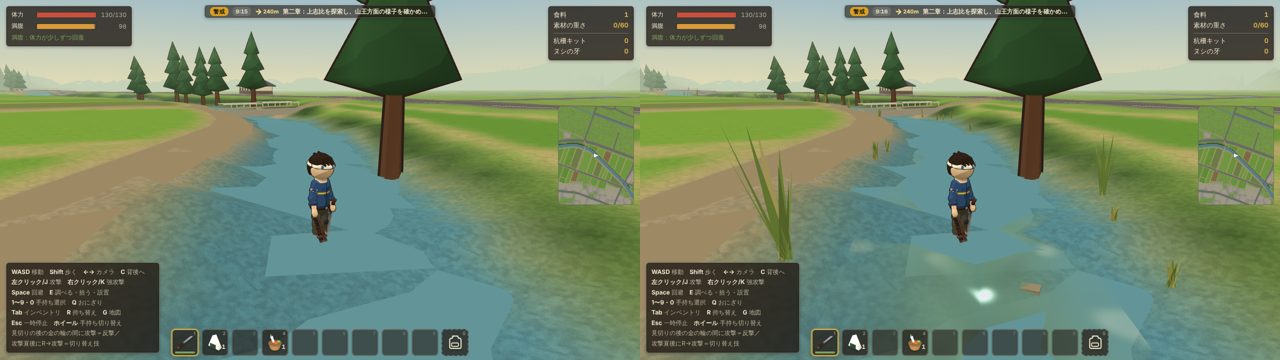 体力 130/130
満腹 98
満腹：体力が少しずつ回復
警戒 9:15 →240m 第二章：上志比を探索し、山王方面の様子を確かめ…
食料 1
素材の重さ 0/60
杭柵キット 0
ヌシの牙 0
WASD 移動 Shift 歩く ←→ カメラ C 背後へ
左クリック/J 攻撃 右クリック/K 強攻撃
Space 回避 E 調べる・拾う・設置
1〜9・0 手持ち選択 Q おにぎり
Tab インベントリ R 持ち替え G 地図
Esc 一時停止 ホイール 手持ち切り替え
見切りの後の金の輪の間に攻撃＝反撃／
攻撃直後にR→攻撃＝切り替え技
1 1
体力 130/130
満腹 98
満腹：体力が少しずつ回復
警戒 9:16 →240m 第二章：上志比を探索し、山王方面の様子を確かめ…
食料 1
素材の重さ 0/60
杭柵キット 0
ヌシの牙 0
WASD 移動 Shift 歩く ←→ カメラ C 背後へ
左クリック/J 攻撃 右クリック/K 強攻撃
Space 回避 E 調べる・拾う・設置
1〜9・0 手持ち選択 Q おにぎり
Tab インベントリ R 持ち替え G 地図
Esc 一時停止 ホイール 手持ち切り替え
見切りの後の金の輪の間に攻撃＝反撃／
攻撃直後にR→攻撃＝切り替え技
1 1